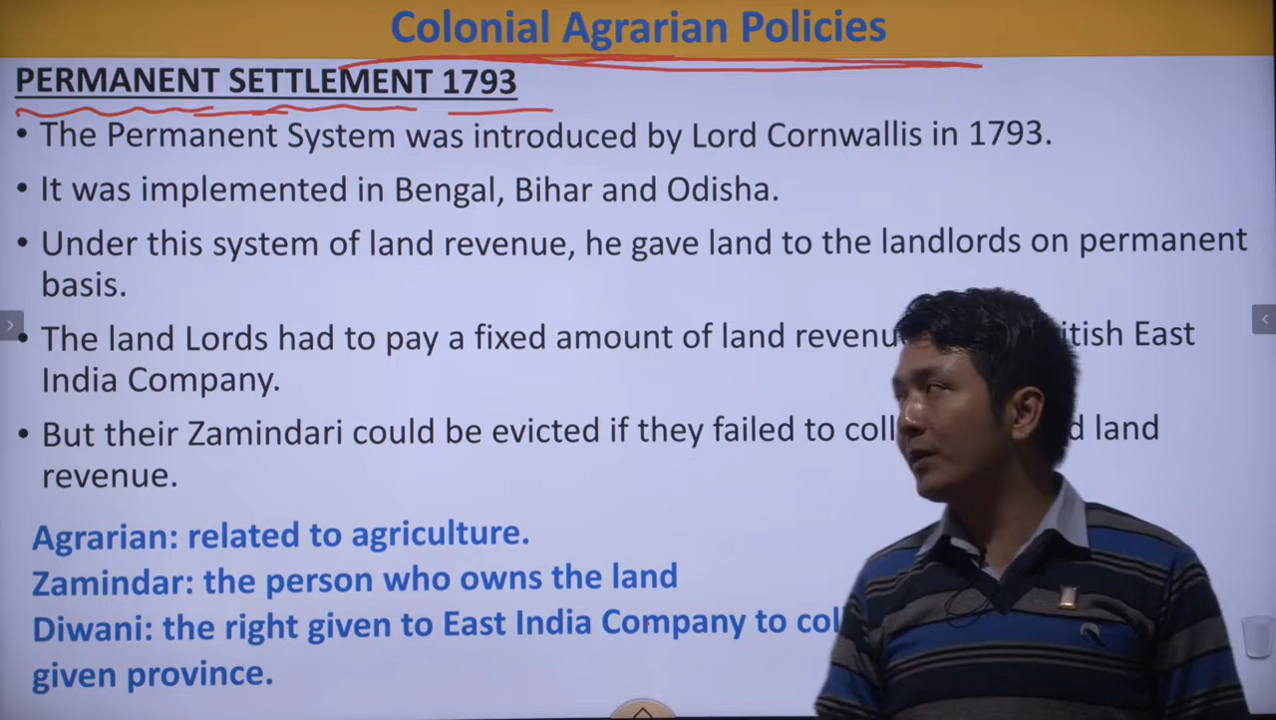 Colonial Agrarian Policies
PERMANENT SETTLEMENT 1793
• The Permanent System was introduced by Lord Cornwallis in 1793.
• It was implemented in Bengal, Bihar and Odisha.
• Under this system of land revenue, he gave land to the landlords on permanent
basis.
• The land Lords had to pay a fixed amount of land East
India Company.
• But their Zamindari could be evicted if they failed to land
revenue.
Agrarian: related to agriculture.
Zamindar: the person who owns the land
Diwani: the right given to East India Company to
given province.